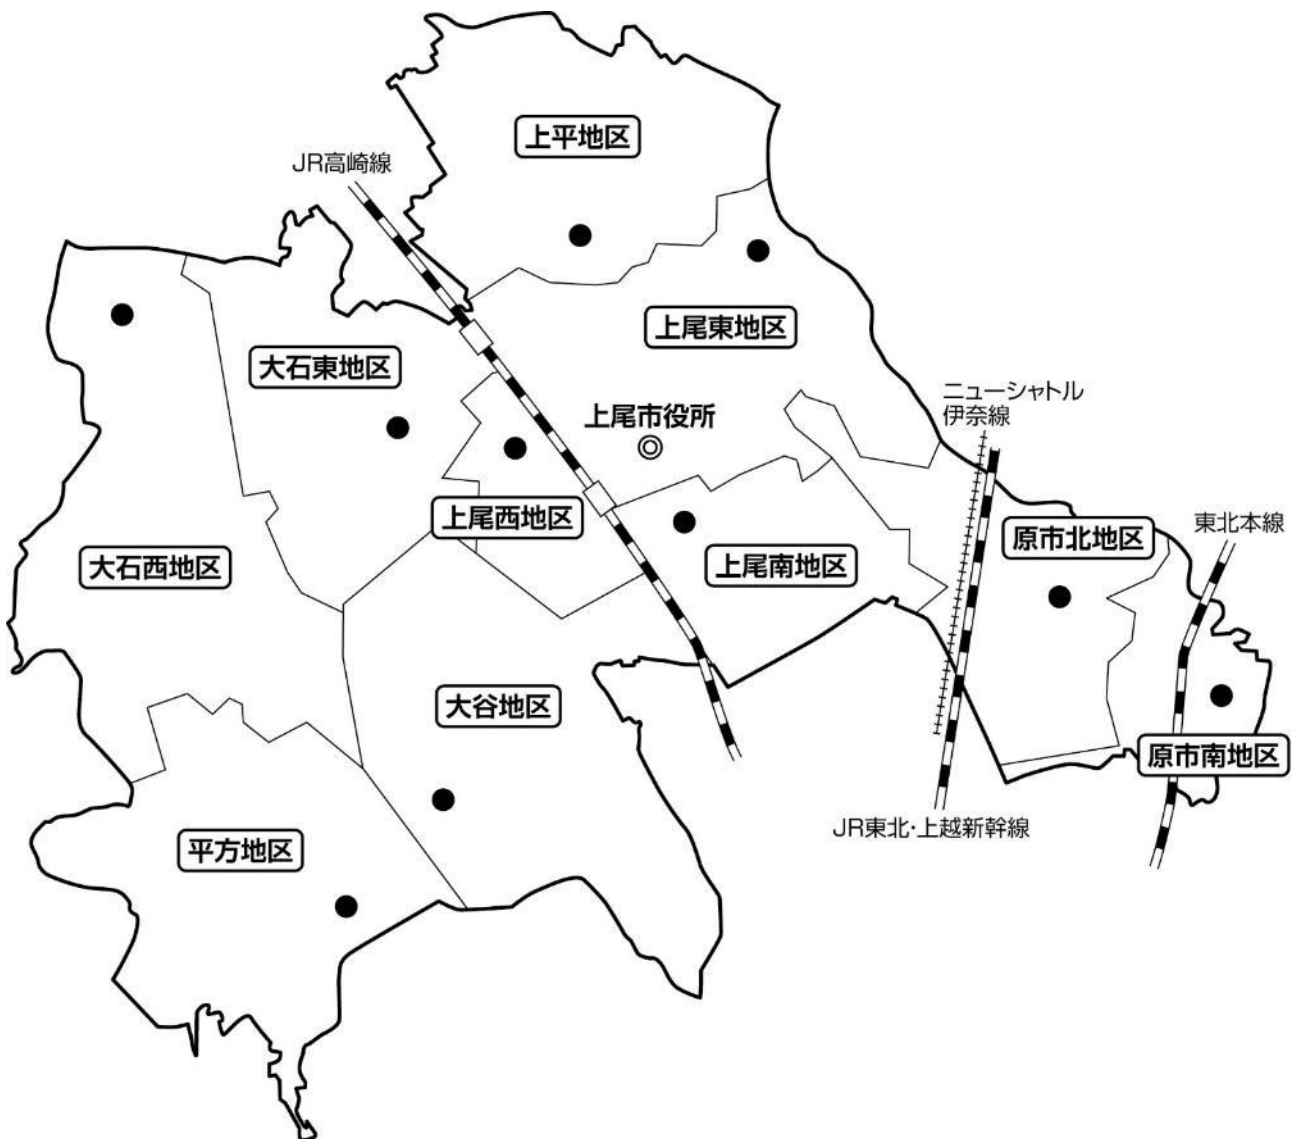 上平地区
JR高崎線
上尾東地区
大石東地区
ニューシャトル
伊奈線
上尾市役所
上尾西地区
原市北地区
東北本線
大石西地区
上尾南地区
大谷地区
原市南地区
JR東北・上越新幹線
平方地区